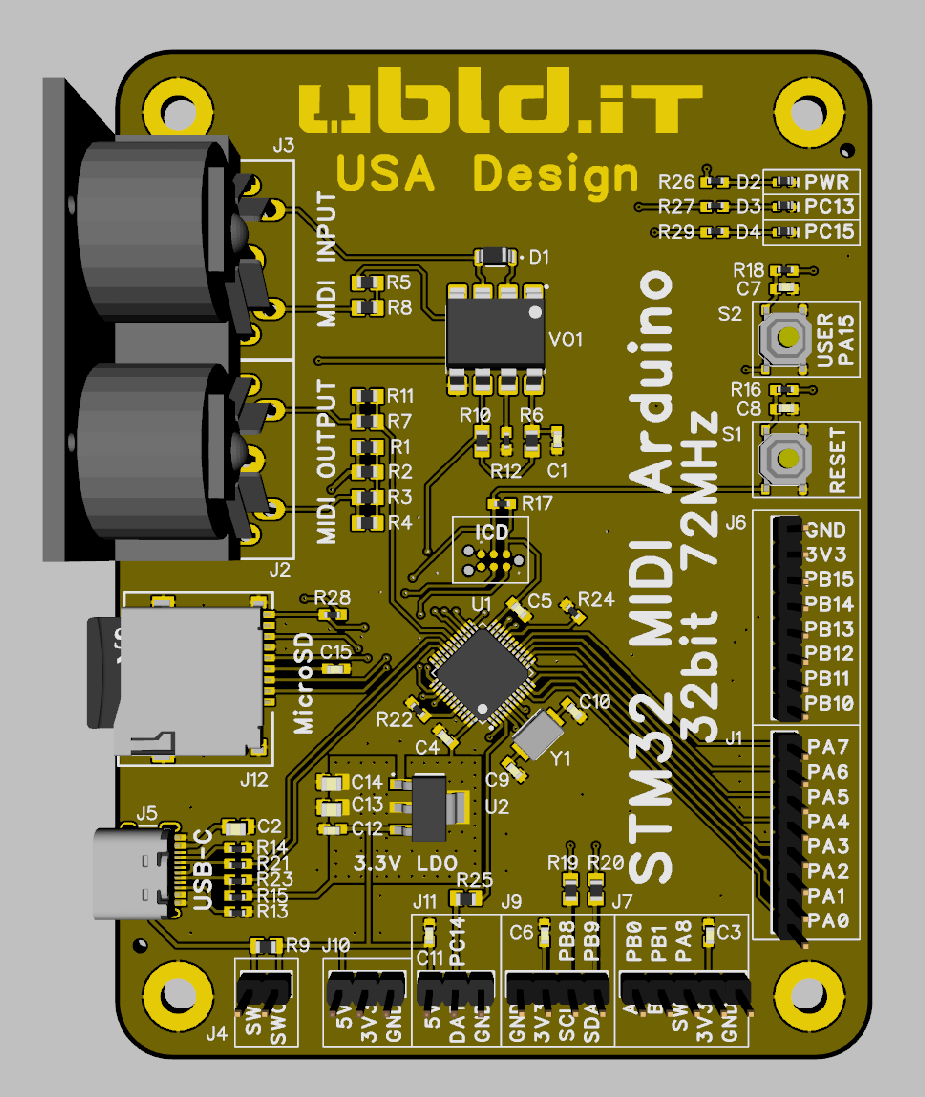 ubld.iT
USA Design
J3
MIDI INPUT
R26 D2 PWR
R27 D3 PC13
R29 D4 PC15
D1
R5
R8
VO1
R18
C7
S2
USER
PA15
R16
C8
S1
RESET
MIDI OUTPUT
R11
R7
R1
R2
R3
R4
J2
R10 R6
R12 C1
R17
ICD
STM32 MIDI Arduino
32bit 72MHz
J6
GND
3V3
PB15
PB14
PB13
PB12
PB11
PB10
U1
C5
R24
R28
C15
MicroSD
J12
R22
C4
C10
Y1
C9
J1
PA7
PA6
PA5
PA4
PA3
PA2
PA1
PA0
C14
C13
C12
U2
3.3V LDO
J5
USB-C
C2
R14
R21
R23
R15
R13
R25
R19 R20
J11
J9
J7
R9
J10
C11
PC14
C6
PB8
PB9
PB0
PB1
PA8
C3
J4
SW
SWC
5V
3V3
GND
5V
DA
GND
GND
3V3
SCL
SDA
A
B
SW
3V3
GND